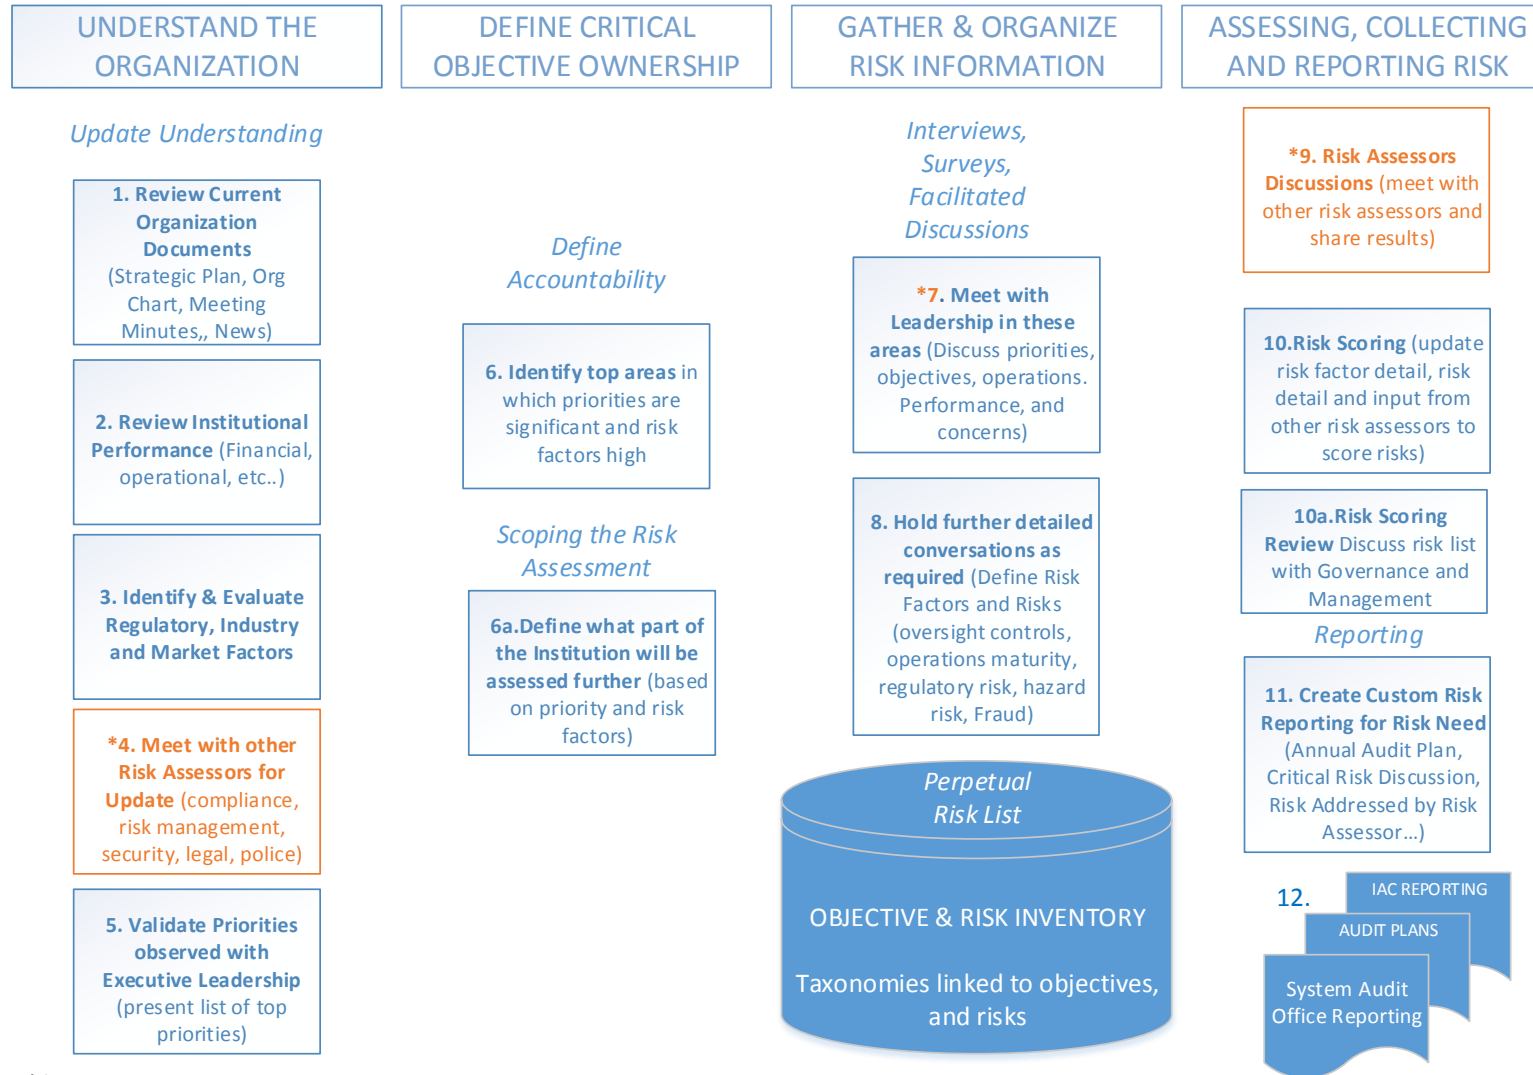 UNDERSTAND THE
ORGANIZATION
Update Understanding
1. Review Current
Organization
Documents
(Strategic Plan, Org
Chart, Meeting
Minutes,, News)
2. Review Institutional
Performance (Financial,
operational, etc..)
3. Identify & Evaluate
Regulatory, Industry
and Market Factors
*4. Meet with other
Risk Assessors for
Update (compliance,
risk management,
security, legal, police)
5. Validate Priorities
observed with
Executive Leadership
(present list of top
priorities)
DEFINE CRITICAL
OBJECTIVE OWNERSHIP
Define
Accountability
6. Identify top areas in
which priorities are
significant and risk
factors high
Scoping the Risk
Assessment
6a.Define what part of
the Institution will be
assessed further (based
on priority and risk
factors)
GATHER & ORGANIZE
RISK INFORMATION
Interviews,
Surveys,
Facilitated
Discussions
*7. Meet with
Leadership in these
areas (Discuss priorities,
objectives, operations.
Performance, and
concerns)
8. Hold further detailed
conversations as
required (Define Risk
Factors and Risks
(oversight controls,
operations maturity,
regulatory risk, hazard
risk, Fraud)
Perpetual
Risk List
OBJECTIVE & RISK INVENTORY
Taxonomies linked to objectives,
and risks
ASSESSING, COLLECTING
AND REPORTING RISK
*9. Risk Assessors
Discussions (meet with
other risk assessors and
share results)
10.Risk Scoring (update
risk factor detail, risk
detail and input from
other risk assessors to
score risks)
10a.Risk Scoring
Review Discuss risk list
with Governance and
Management
Reporting
11. Create Custom Risk
Reporting for Risk Need
(Annual Audit Plan,
Critical Risk Discussion,
Risk Addressed by Risk
Assessor…)
12.
IAC REPORTING
AUDIT PLANS
System Audit
Office Reporting